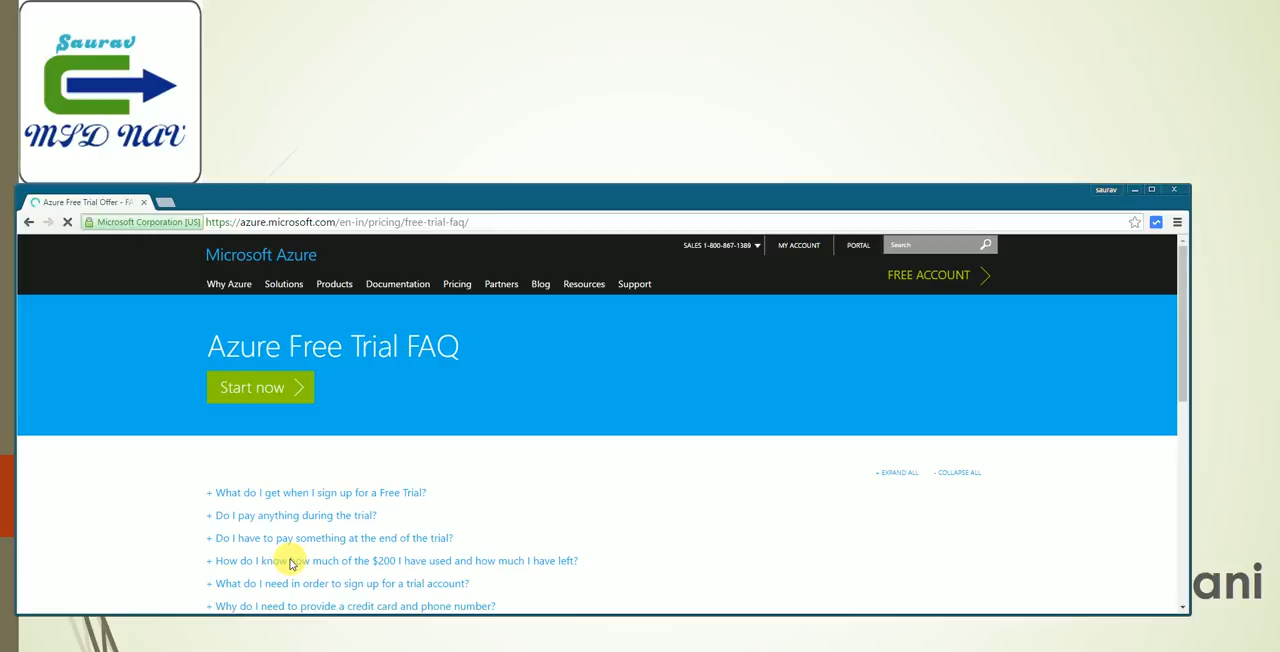 Saurav
MSD NAV
saurav
Azure Free Trial Offer - FA
Microsoft Corporation [US] https://azure.microsoft.com/en-in/pricing/free-trial-faq/
Microsoft Azure
SALES 1-800-867-1389 MY ACCOUNT PORTAL Search
FREE ACCOUNT
Why Azure Solutions Products Documentation Pricing Partners Blog Resources Support
Azure Free Trial FAQ
Start now
+ EXPAND ALL - COLLAPSE ALL
+ What do I get when I sign up for a Free Trial?
+ Do I pay anything during the trial?
+ Do I have to pay something at the end of the trial?
+ How do I know how much of the $200 I have used and how much I have left?
+ What do I need in order to sign up for a trial account?
+ Why do I need to provide a credit card and phone number?
ani